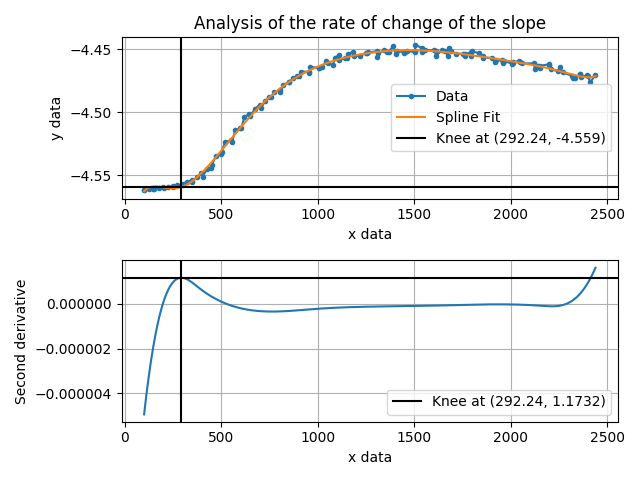 Analysis of the rate of change of the slope
−4.45
−4.50
−4.55
y data
Data
Spline Fit
Knee at (292.24, -4.559)
0 500 1000 1500 2000 2500
x data
0.000000
−0.000002
−0.000004
Second derivative
Knee at (292.24, 1.1732)
0 500 1000 1500 2000 2500
x data